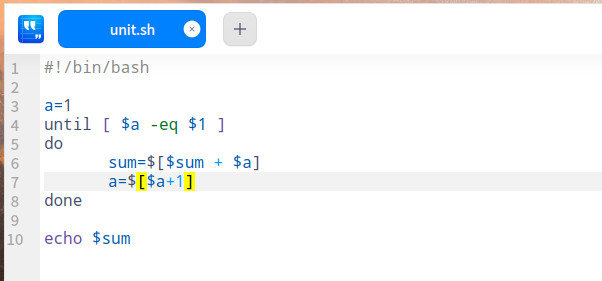 unit.sh
1 #!/bin/bash
2
3 a=1
4 until [ $a -eq $1 ]
5 do
6 sum=$[$sum + $a]
7 a=$[$a+1]
8 done
9
10 echo $sum